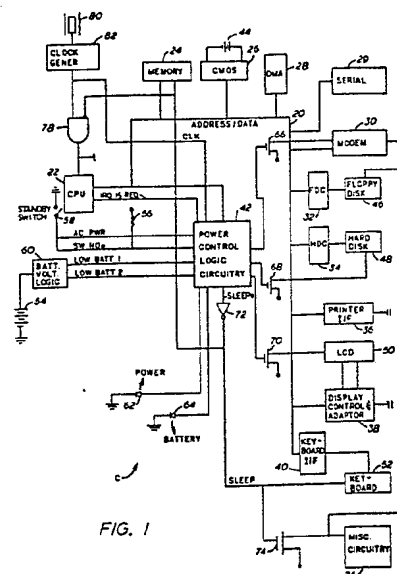 80
82
CLOCK
GENER
24
MEMORY
44
CMOS
26
DMA
28
29
SERIAL
78
ADDRESS/DATA
20
CLK
66
30
MODEM
22
CPU
IRQ 15 REQ
42
STANDBY
SWITCH
58
56
AC PWR
SW. NO*
POWER
CONTROL
LOGIC
CIRCUITRY
FDC
32
FLOPPY
DISK
46
60
BATT.
VOLT.
LOGIC
LOW BATT 1
LOW BATT 2
HDC
34
HARD
DISK
48
68
54
SLEEP*
72
PRINTER
I/F
36
70
LCD
50
POWER
62
64
BATTERY
DISPLAY
CONTROL &
ADAPTOR
38
KEY-
BOARD
I/F
40
52
KEY-
BOARD
C
SLEEP
FIG. 1
74
MISC.
CIRCUITRY